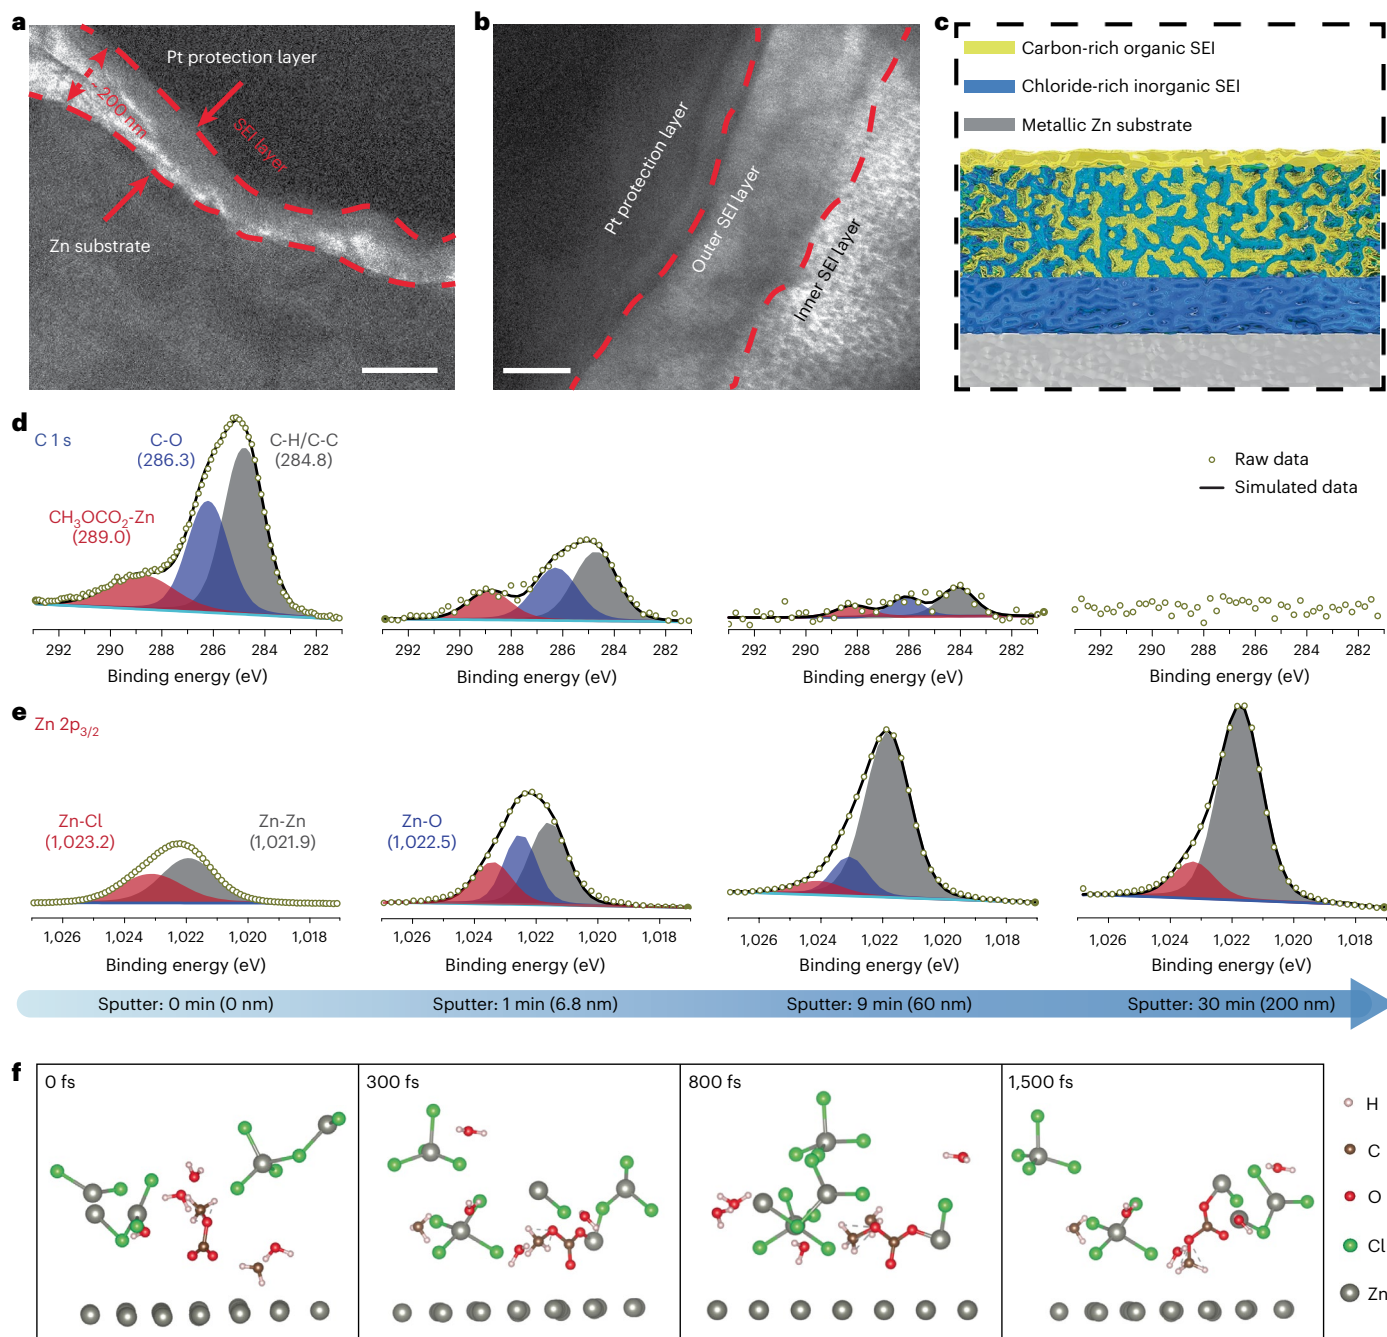 a
Pt protection layer
~ 200 nm
SEI layer
Zn substrate
b
Pt protection layer
Outer SEI layer
Inner SEI layer
c
Carbon-rich organic SEI
Chloride-rich inorganic SEI
Metallic Zn substrate
d
C 1 s
C-O
(286.3)
C-H/C-C
(284.8)
CH₃OCO₂-Zn
(289.0)
Raw data
Simulated data
292 290 288 286 284 282
292 290 288 286 284 282
292 290 288 286 284 282
292 290 288 286 284 282
Binding energy (eV)
Binding energy (eV)
Binding energy (eV)
Binding energy (eV)
e
Zn 2p₃/₂
Zn-Cl
(1,023.2)
Zn-Zn
(1,021.9)
Zn-O
(1,022.5)
1,026 1,024 1,022 1,020 1,018
1,026 1,024 1,022 1,020 1,018
1,026 1,024 1,022 1,020 1,018
1,026 1,024 1,022 1,020 1,018
Binding energy (eV)
Binding energy (eV)
Binding energy (eV)
Binding energy (eV)
Sputter: 0 min (0 nm)
Sputter: 1 min (6.8 nm)
Sputter: 9 min (60 nm)
Sputter: 30 min (200 nm)
f
0 fs
300 fs
800 fs
1,500 fs
H
C
O
Cl
Zn